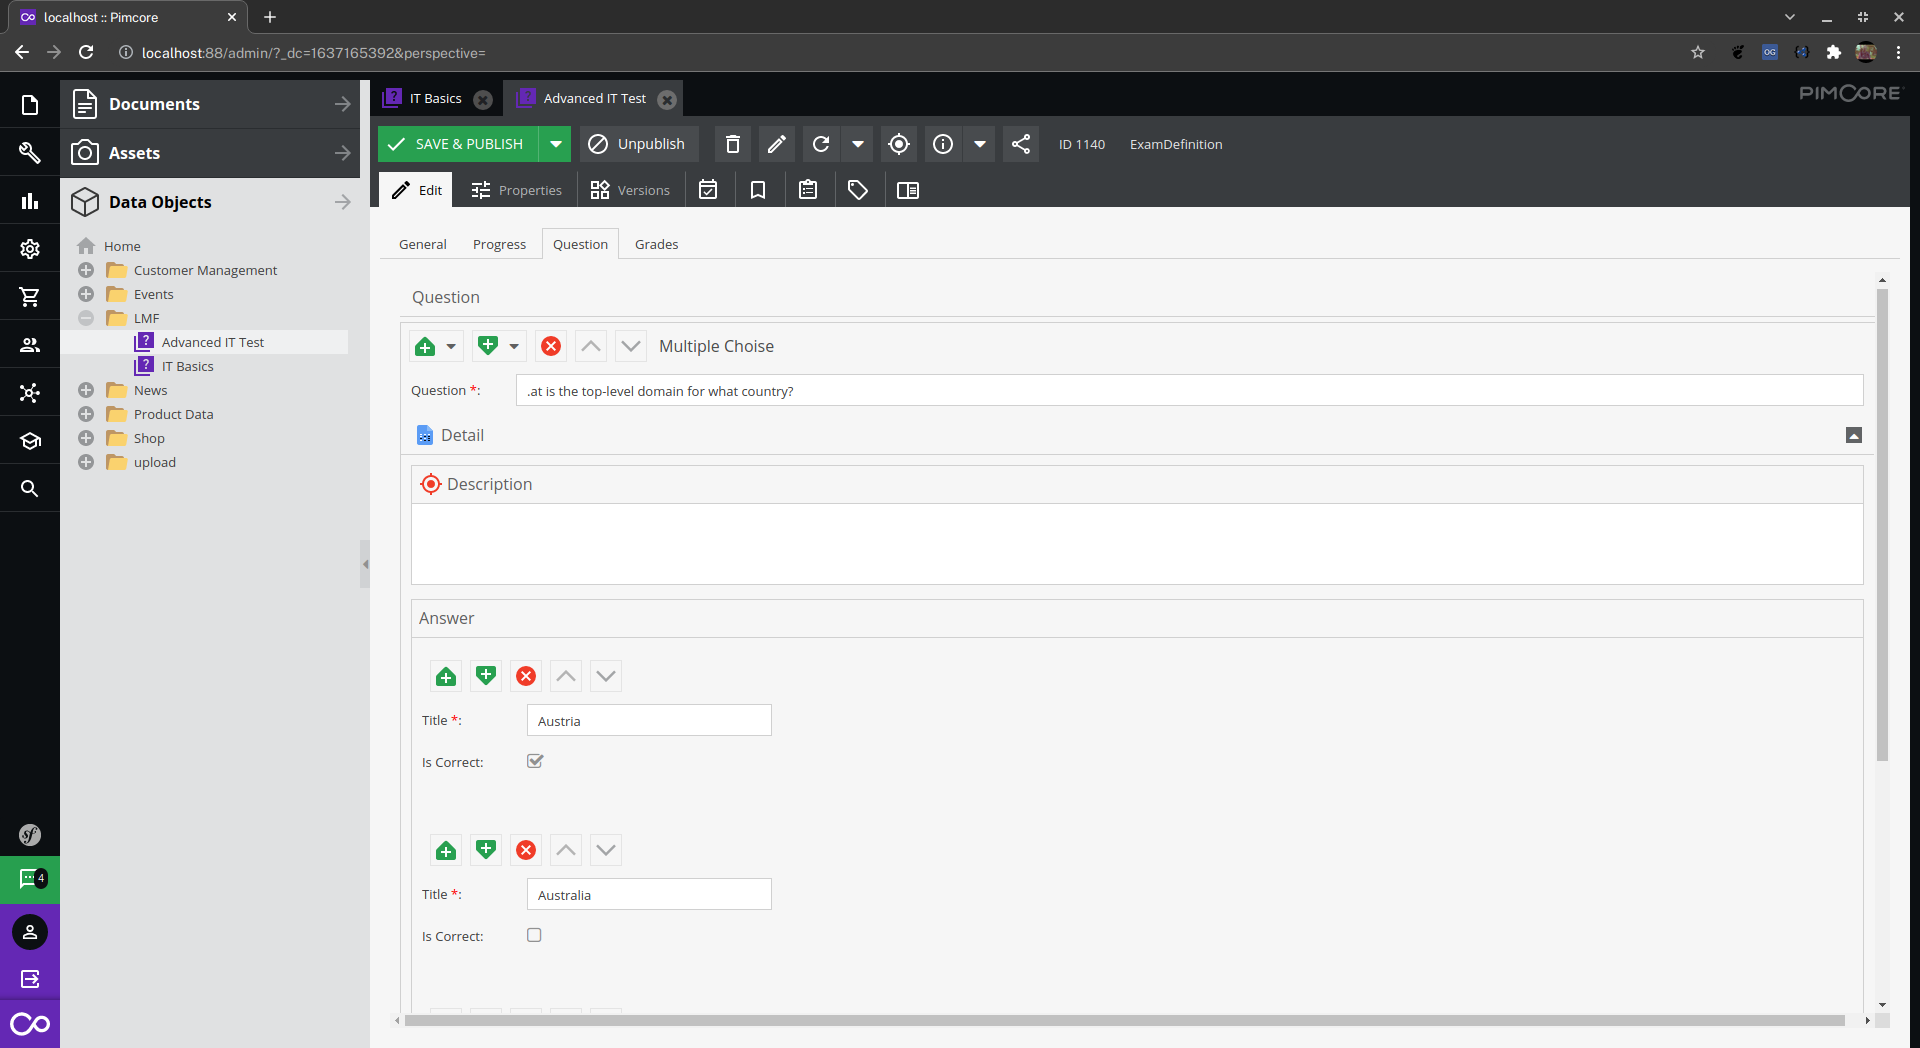 localhost :: Pimcore
localhost:88/admin/?_dc=1637165392&perspective=
OG
Documents
Assets
Data Objects
Home
Customer Management
Events
LMF
Advanced IT Test
IT Basics
News
Product Data
Shop
upload
sf
4
IT Basics
Advanced IT Test
PIMCORE
SAVE & PUBLISH
Unpublish
ID 1140
ExamDefinition
Edit
Properties
Versions
General
Progress
Question
Grades
Question
Multiple Choise
Question *:
.at is the top-level domain for what country?
Detail
Description
Answer
Title *:
Austria
Is Correct:
Title *:
Australia
Is Correct: